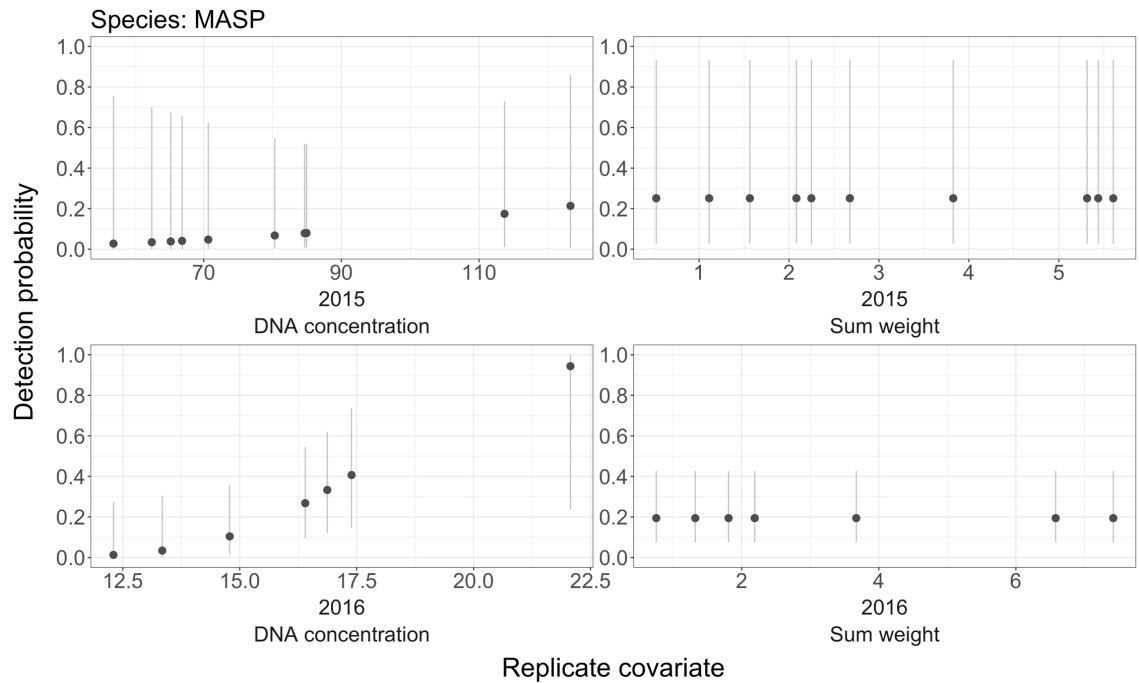 Species: MASP
Detection probability
1.0
0.8
0.6
0.4
0.2
0.0
70 90 110
2015
DNA concentration
1.0
0.8
0.6
0.4
0.2
0.0
1 2 3 4 5
2015
Sum weight
1.0
0.8
0.6
0.4
0.2
0.0
12.5 15.0 17.5 20.0 22.5
2016
DNA concentration
1.0
0.8
0.6
0.4
0.2
0.0
2 4 6
2016
Sum weight
Replicate covariate